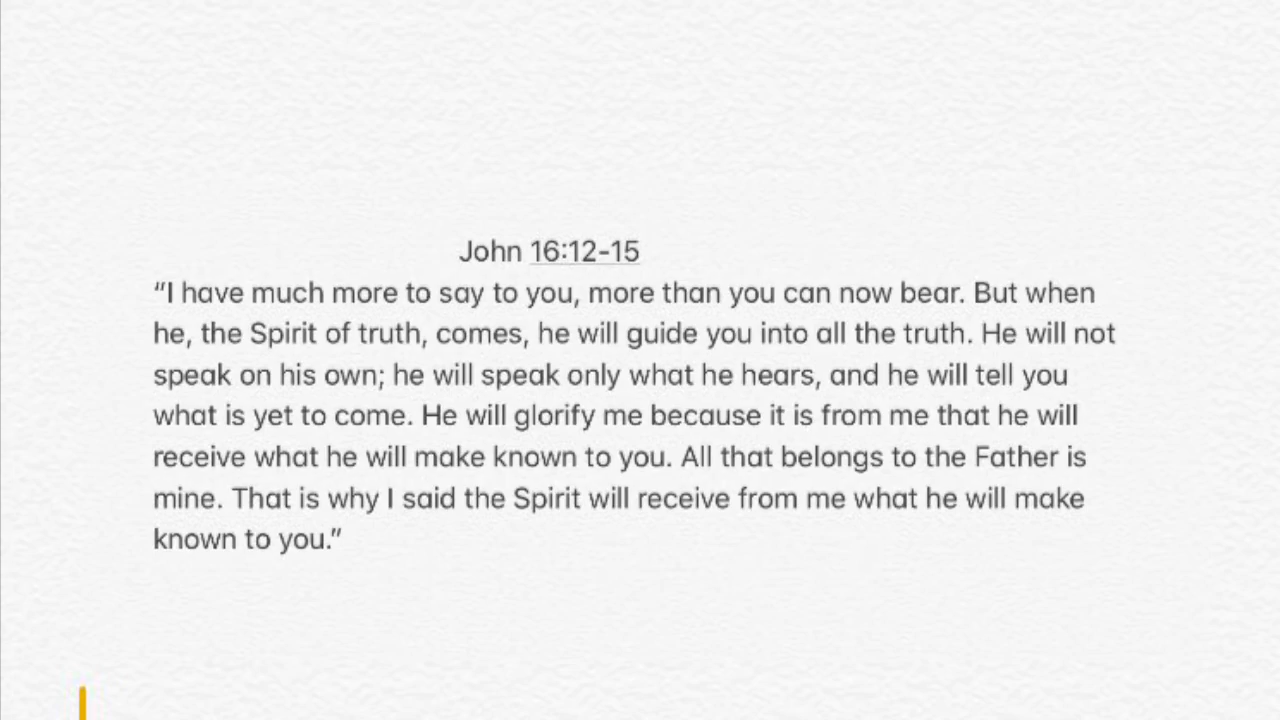 John 16:12-15
“I have much more to say to you, more than you can now bear. But when
he, the Spirit of truth, comes, he will guide you into all the truth. He will not
speak on his own; he will speak only what he hears, and he will tell you
what is yet to come. He will glorify me because it is from me that he will
receive what he will make known to you. All that belongs to the Father is
mine. That is why I said the Spirit will receive from me what he will make
known to you.”